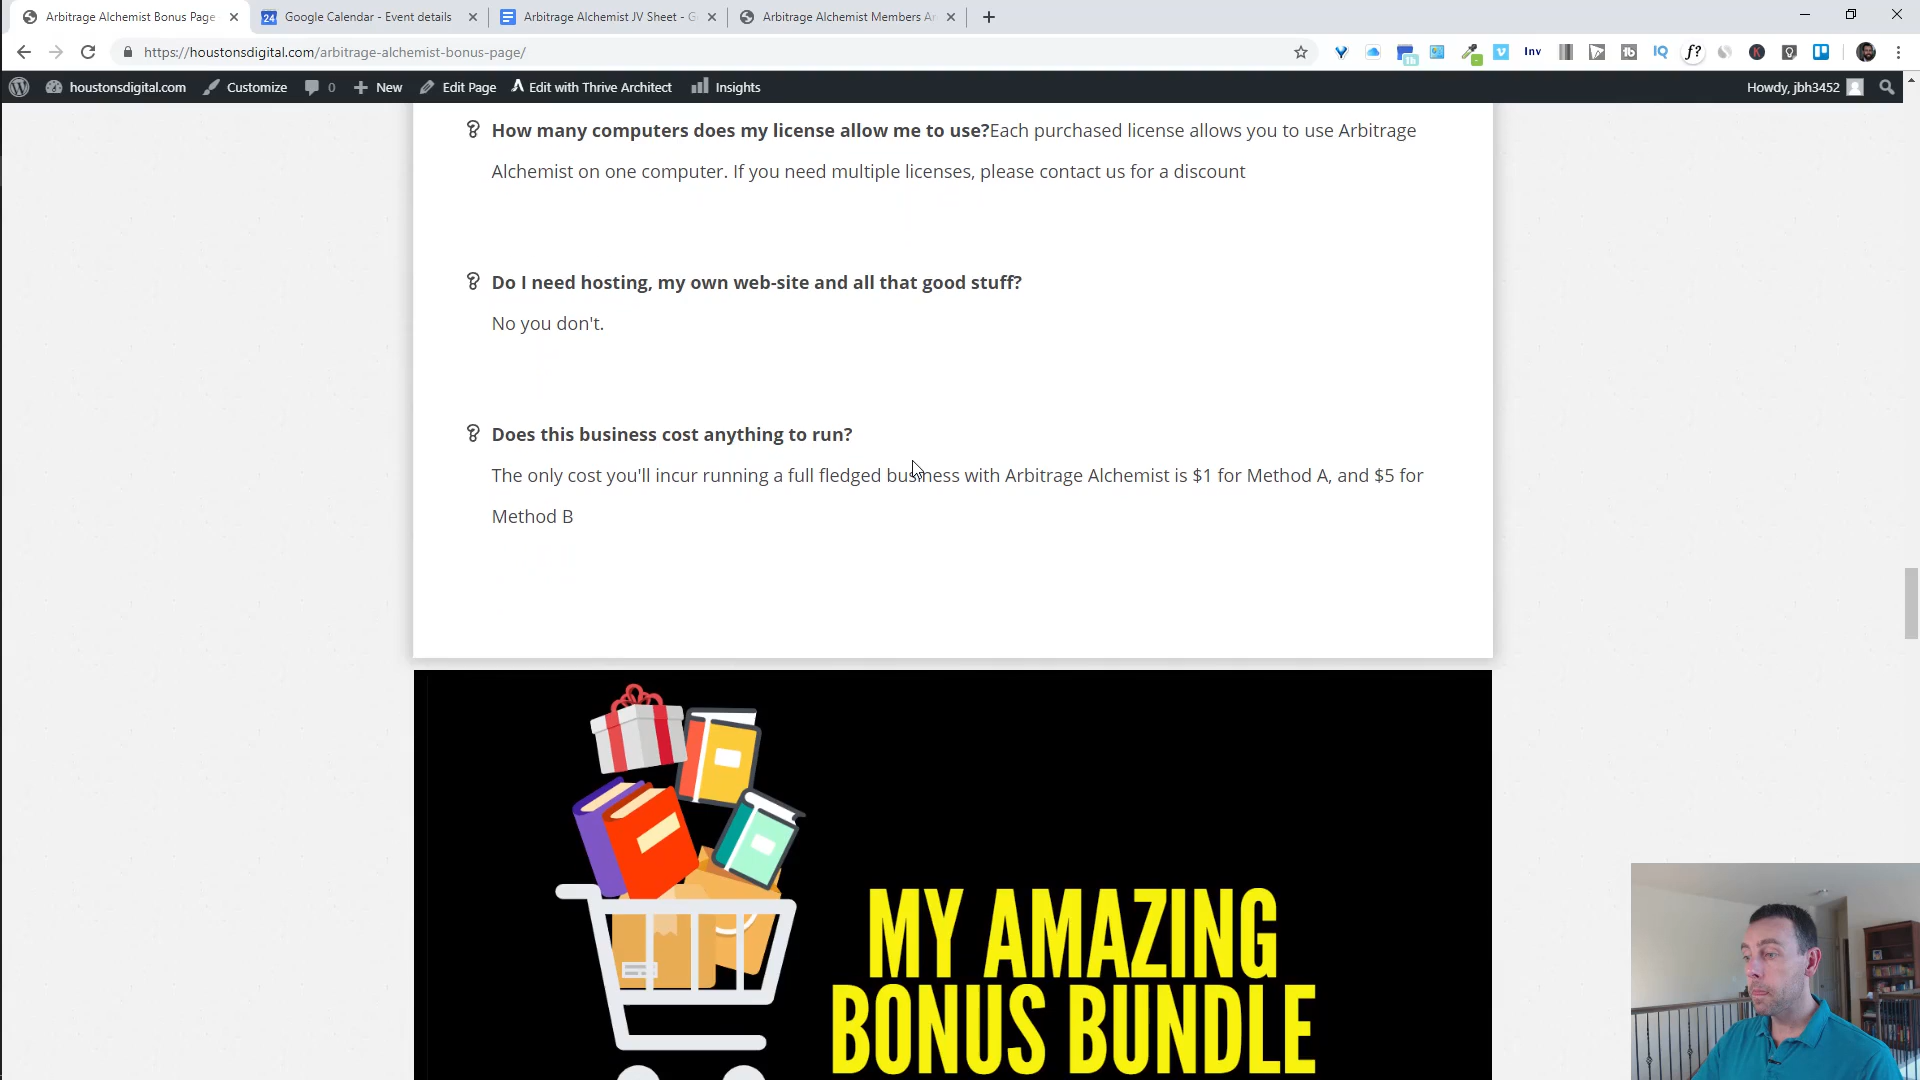 Arbitrage Alchemist Bonus Page
Google Calendar - Event details
Arbitrage Alchemist JV Sheet - G
Arbitrage Alchemist Members Ar
https://houstonsdigital.com/arbitrage-alchemist-bonus-page/
Inv
houstonsdigital.com
Customize
0
New
Edit Page
Edit with Thrive Architect
Insights
Howdy, jbh3452
How many computers does my license allow me to use?Each purchased license allows you to use Arbitrage
Alchemist on one computer. If you need multiple licenses, please contact us for a discount
Do I need hosting, my own web-site and all that good stuff?
No you don't.
Does this business cost anything to run?
The only cost you'll incur running a full fledged business with Arbitrage Alchemist is $1 for Method A, and $5 for
Method B
MY AMAZING
BONUS BUNDLE